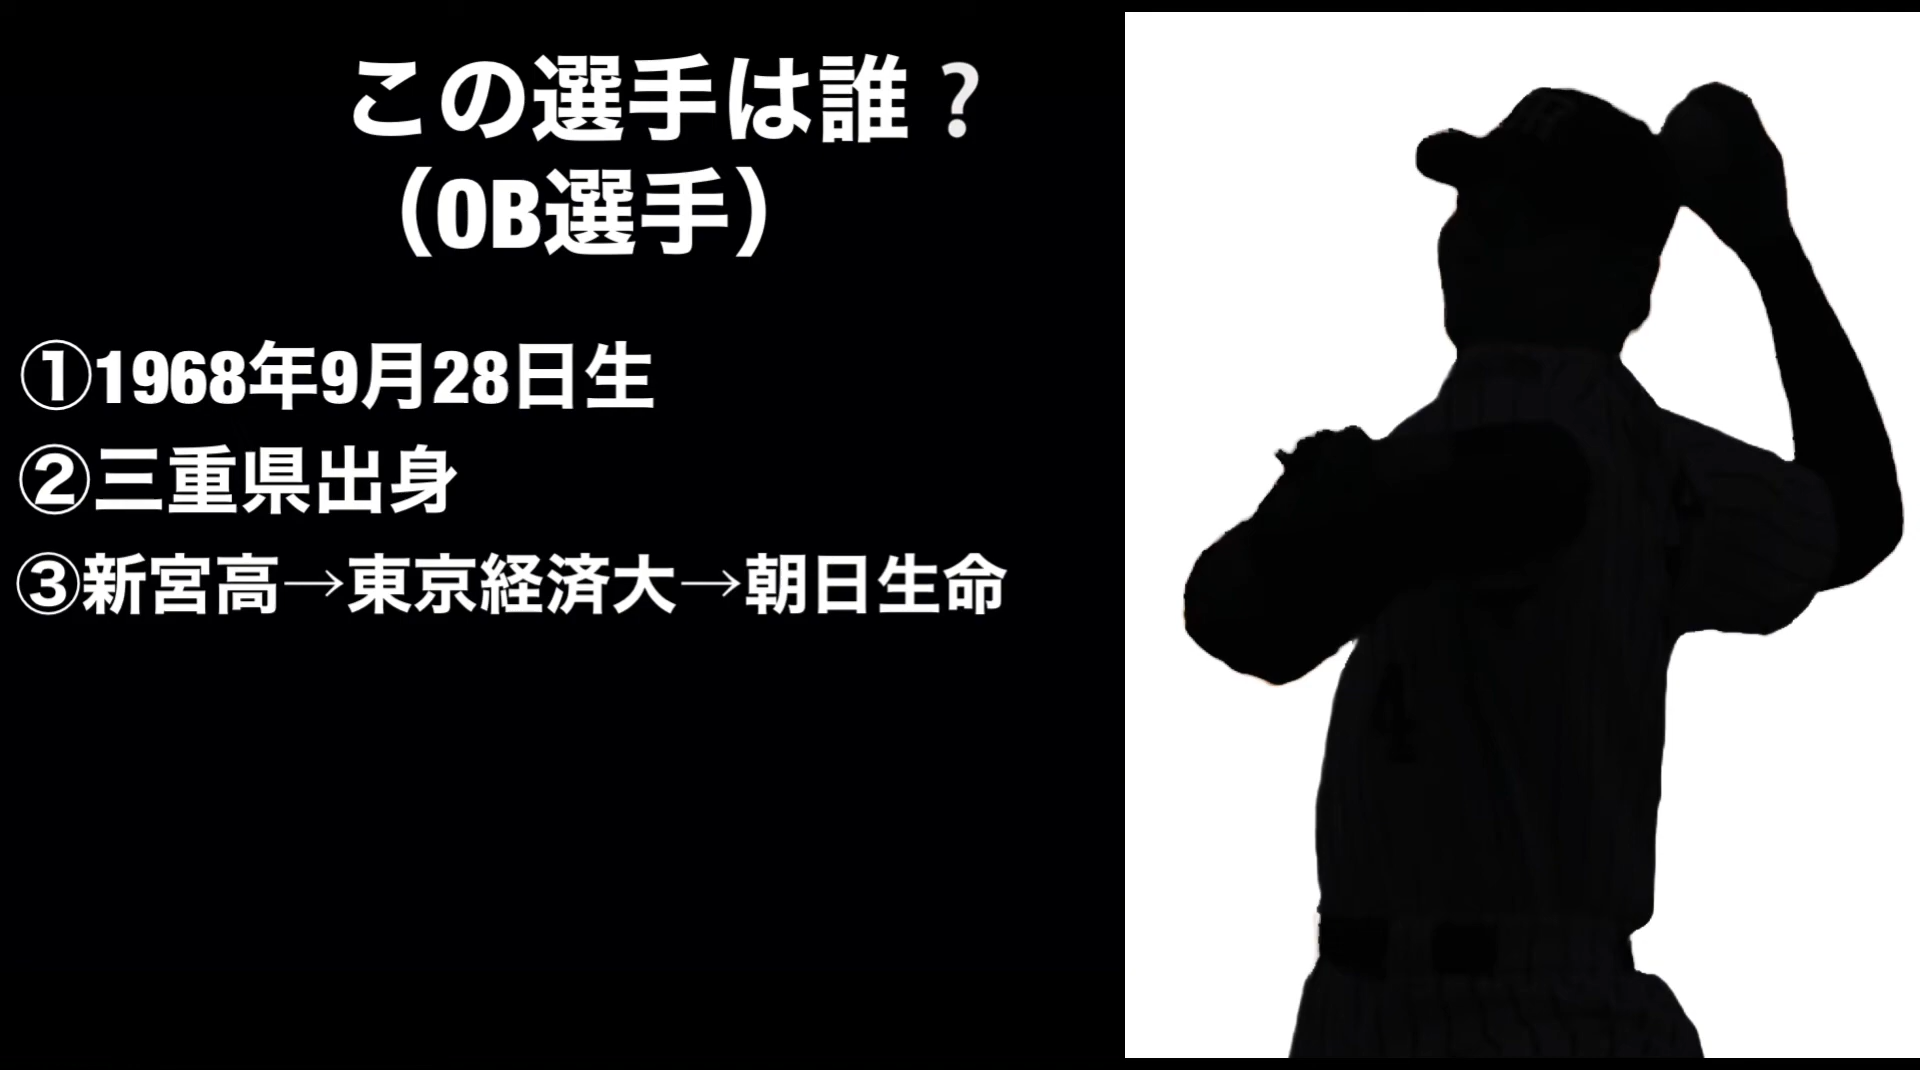 この選手は誰？
（OB選手）
①1968年9月28日生
②三重県出身
③新宮高→東京経済大→朝日生命
4